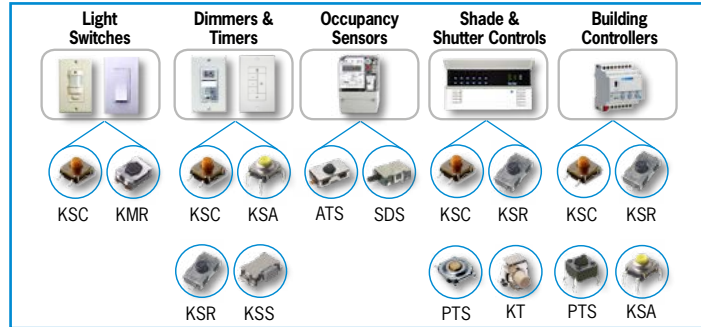 Light
Switches
Dimmers &
Timers
Occupancy
Sensors
Shade &
Shutter Controls
Building
Controllers
KSC
KMR
KSC
KSA
ATS
SDS
KSC
KSR
KSC
KSR
KSR
KSS
PTS
KT
PTS
KSA